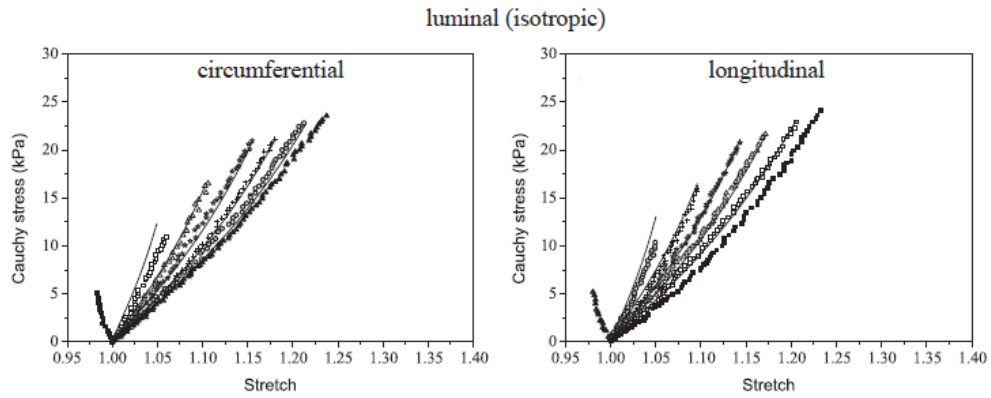 luminal (isotropic)
circumferential
30
25
20
15
10
5
0
Cauchy stress (kPa)
0.95 1.00 1.05 1.10 1.15 1.20 1.25 1.30 1.35 1.40
Stretch
longitudinal
30
25
20
15
10
5
0
Cauchy stress (kPa)
0.95 1.00 1.05 1.10 1.15 1.20 1.25 1.30 1.35 1.40
Stretch